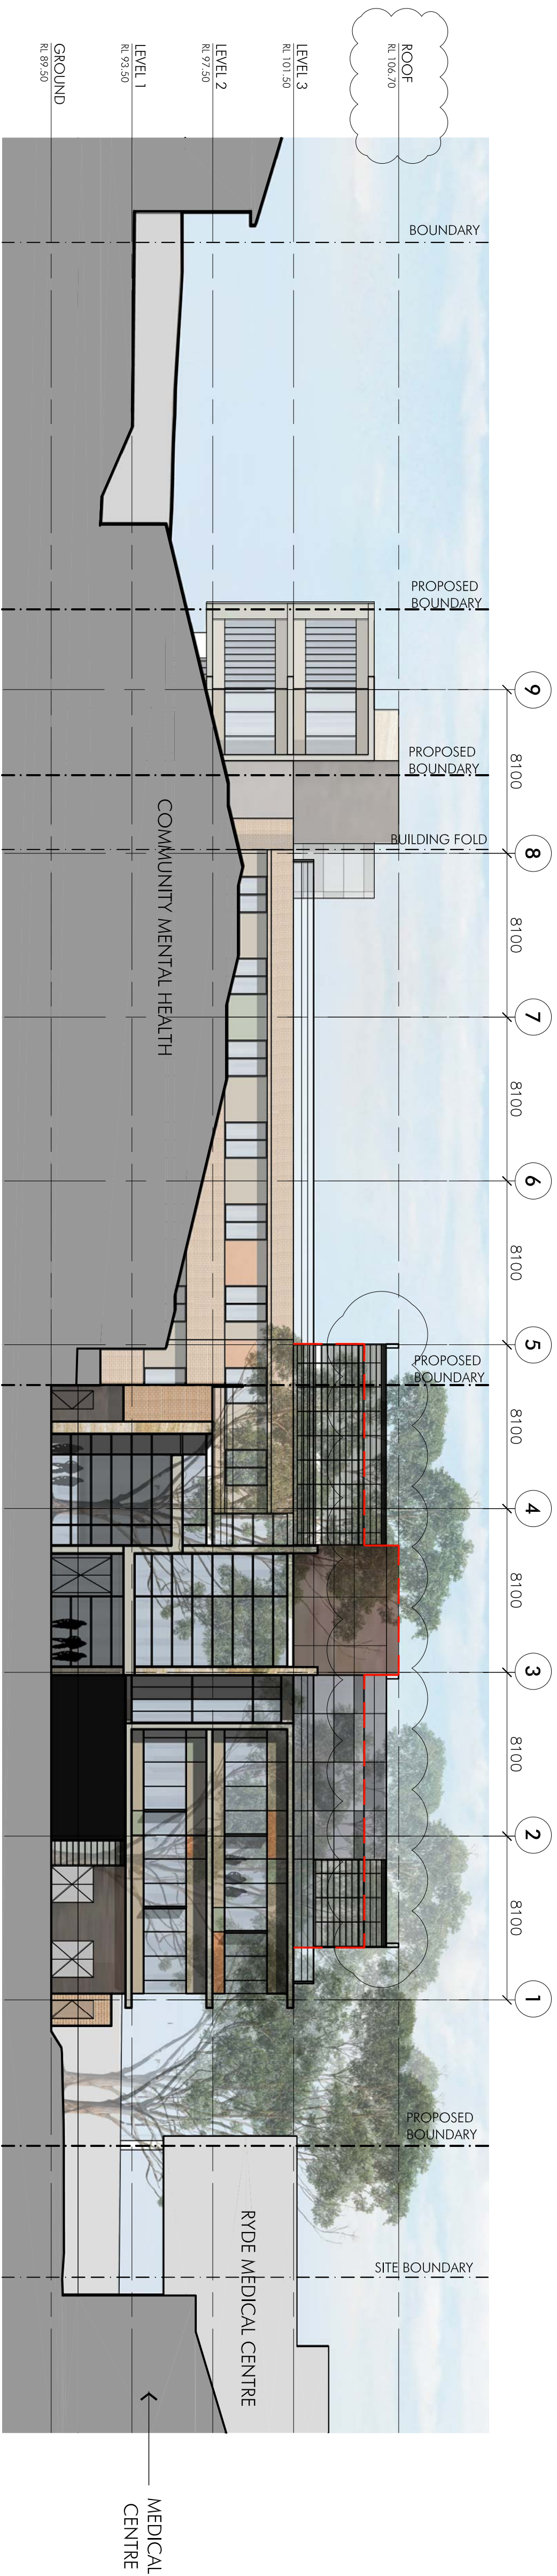 ROOF
RL 106.70
LEVEL 3
RL 101.50
LEVEL 2
RL 97.50
LEVEL 1
RL 93.50
GROUND
RL 89.50
BOUNDARY
PROPOSED
BOUNDARY
PROPOSED
BOUNDARY
BUILDING FOLD
PROPOSED
BOUNDARY
PROPOSED
BOUNDARY
SITE BOUNDARY
9
8100
8
8100
7
8100
6
8100
5
8100
4
8100
3
8100
2
8100
1
COMMUNITY MENTAL HEALTH
RYDE MEDICAL CENTRE
MEDICAL
CENTRE